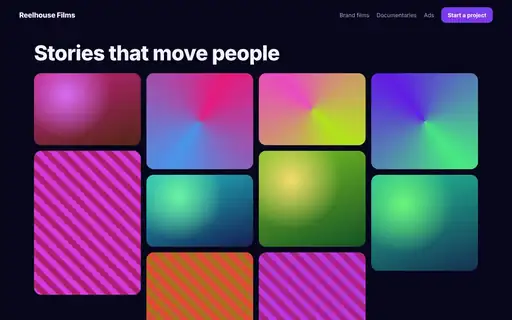 Reelhouse Films
Brand films
Documentaries
Ads
Start a project
Stories that move people